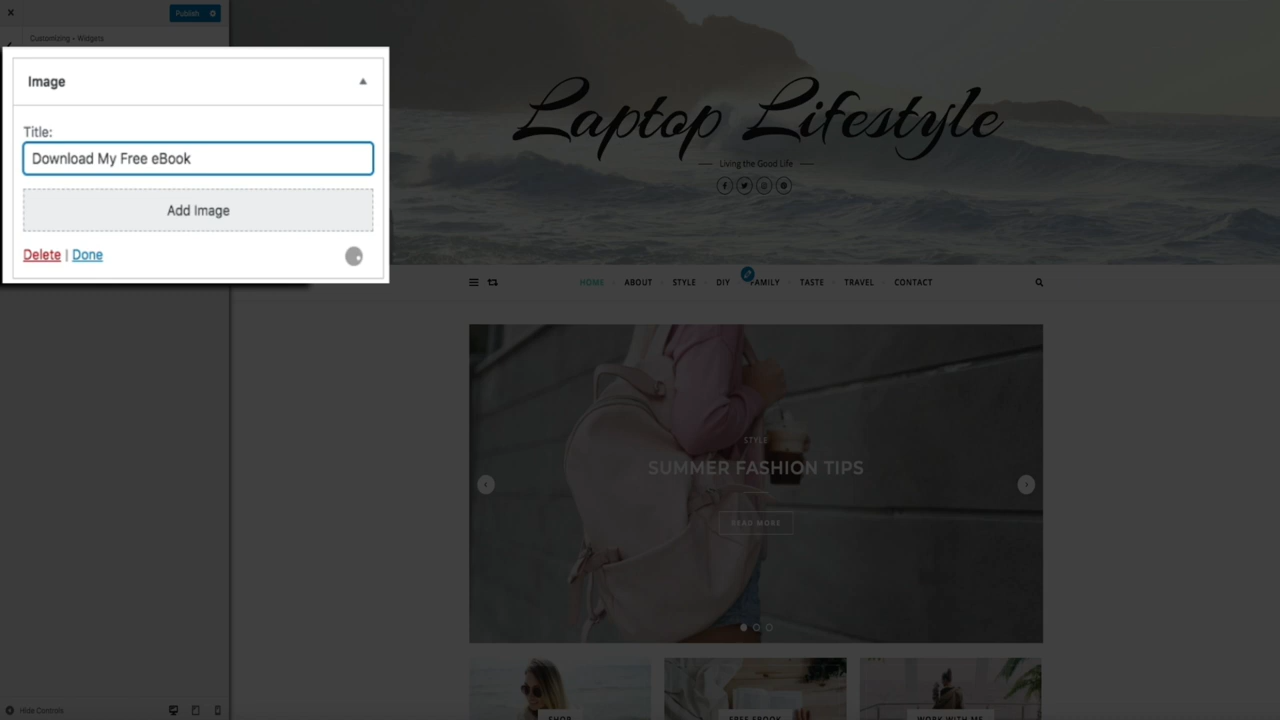 Publish
Customising ▸ Widgets
Image
Title:
Download My Free eBook
Add Image
Delete | Done
Laptop Lifestyle
Living the Good Life
HOME ABOUT STYLE DIY FAMILY TASTE TRAVEL CONTACT
STYLE
SUMMER FASHION TIPS
READ MORE
SHOP FREE EBOOK WORK WITH ME
Hide Controls